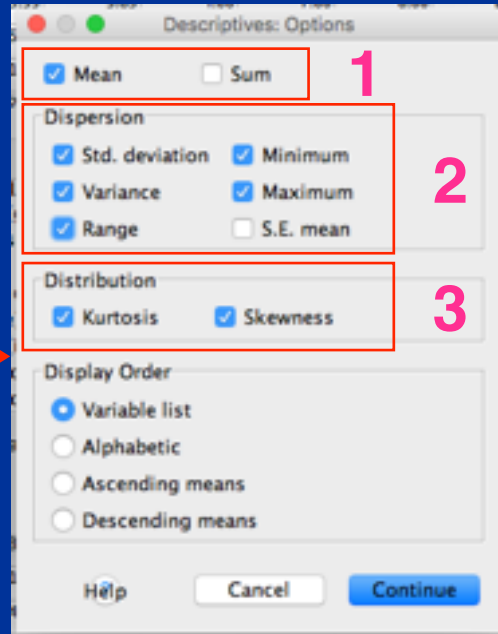 Descriptives: Options
Mean Sum 1
Dispersion
Std. deviation Minimum
Variance Maximum 2
Range S.E. mean
Distribution
Kurtosis Skewness 3
Display Order
Variable list
Alphabetic
Ascending means
Descending means
Help Cancel Continue